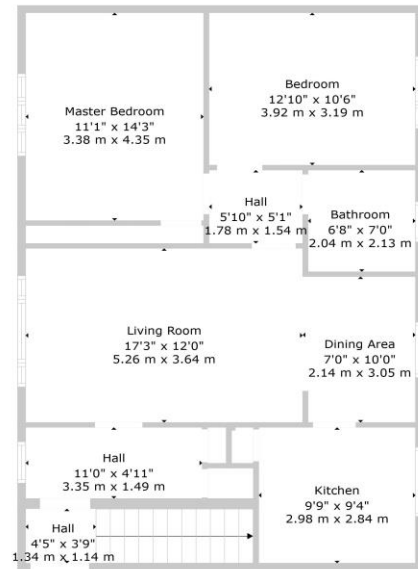 Master Bedroom
11'1" x 14'3"
3.38 m x 4.35 m
Bedroom
12'10" x 10'6"
3.92 m x 3.19 m
Hall
5'10" x 5'1"
1.78 m x 1.54 m
Bathroom
6'8" x 7'0"
2.04 m x 2.13 m
Living Room
17'3" x 12'0"
5.26 m x 3.64 m
Dining Area
7'0" x 10'0"
2.14 m x 3.05 m
Hall
11'0" x 4'11"
3.35 m x 1.49 m
Kitchen
9'9" x 9'4"
2.98 m x 2.84 m
Hall
4'5" x 3'9"
1.34 m x 1.14 m